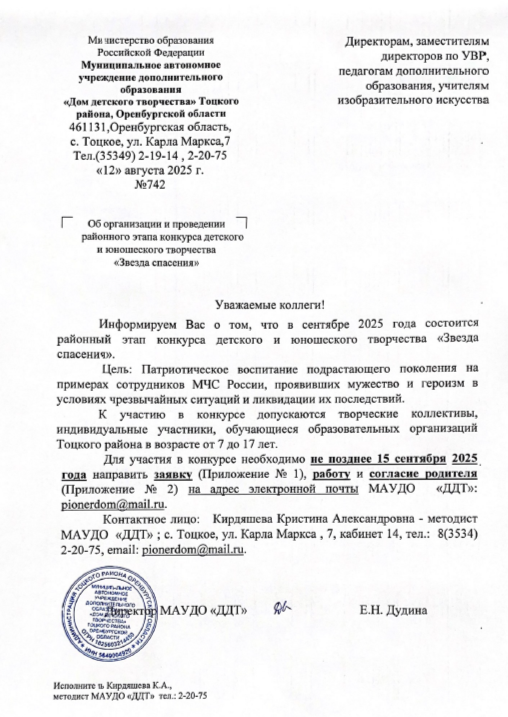 Министерство образования
Российской Федерации
Муниципальное автономное
учреждение дополнительного
образования
«Дом детского творчества» Тоцкого
района, Оренбургской области
461131,Оренбургская область,
с. Тоцкое, ул. Карла Маркса,7
Тел.(35349) 2-19-14 , 2-20-75
«12» августа 2025 г.
№742
Директорам, заместителям
директоров по УВР,
педагогам дополнительного
образования, учителям
изобразительного искусства
Об организации и проведении
районного этапа конкурса детского
и юношеского творчества
«Звезда спасения»
Уважаемые коллеги!
Информируем Вас о том, что в сентябре 2025 года состоится
районный этап конкурса детского и юношеского творчества «Звезда
спасения».
Цель: Патриотическое воспитание подрастающего поколения на
примерах сотрудников МЧС России, проявивших мужество и героизм в
условиях чрезвычайных ситуаций и ликвидации их последствий.
К участию в конкурсе допускаются творческие коллективы,
индивидуальные участники, обучающиеся образовательных организаций
Тоцкого района в возрасте от 7 до 17 лет.
Для участия в конкурсе необходимо не позднее 15 сентября 2025
года направить заявку (Приложение № 1), работу и согласие родителя
(Приложение № 2) на адрес электронной почты МАУДО «ДДТ»:
pionerdom@mail.ru.
Контактное лицо: Кирдяшева Кристина Александровна - методист
МАУДО «ДДТ» ; с. Тоцкое, ул. Карла Маркса , 7, кабинет 14, тел.: 8(3534)
2-20-75, email: pionerdom@mail.ru.
МУНИЦИПАЛЬНОЕ
АВТОНОМНОЕ
УЧРЕЖДЕНИЕ
ДОПОЛНИТЕЛЬНОГО
ТВОРЧЕСТВА»
ТОЦКОГО РАЙОНА
ОРЕНБУРГСКОЙ
ОБЛАСТИ
Директор МАУДО «ДДТ» Е.Н. Дудина
Исполнитель Кирдяшева К.А.,
методист МАУДО «ДДТ» тел.: 2-20-75